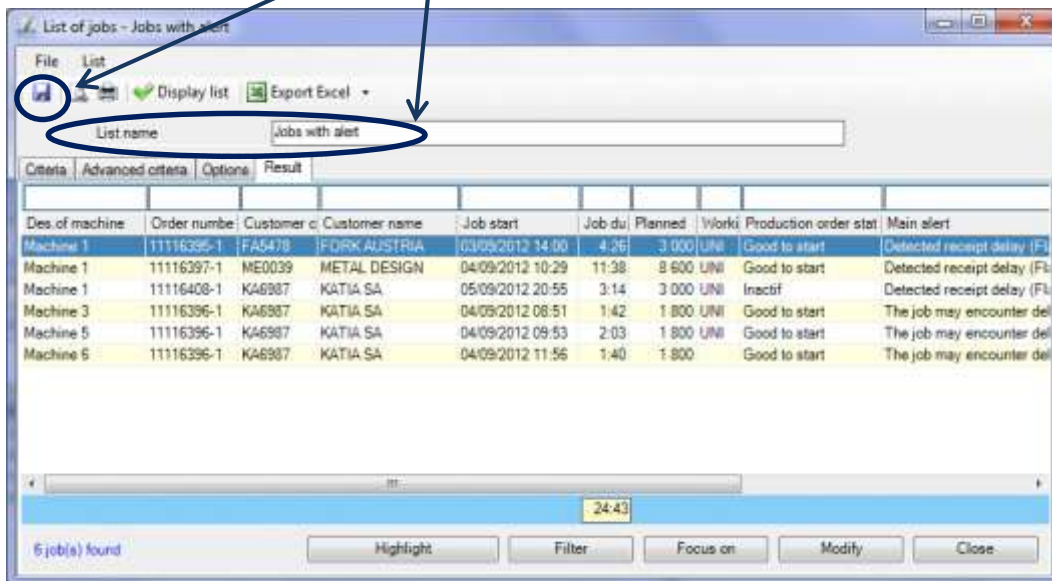 List of jobs - Jobs with alert
File List
Display list Export Excel
List name Jobs with alert
Criteria Advanced criteria Options Result
Des.of machine Order numbe Customer c Customer name Job start Job du Planned Worki Production order stat Main alert
Machine 1 11116395-1 FA5478 FORK AUSTRIA 03/09/2012 14:00 4:26 3 000 UNI Good to start Detected receipt delay (Fl
Machine 1 11116397-1 ME0039 METAL DESIGN 04/09/2012 10:29 11:38 8 600 UNI Good to start Detected receipt delay (Fl
Machine 1 11116408-1 KA6987 KATIA SA 05/09/2012 20:55 3:14 3 000 UNI Inactif Detected receipt delay (Fl
Machine 3 11116396-1 KA6987 KATIA SA 04/09/2012 08:51 1:42 1 800 UNI Good to start The job may encounter del
Machine 5 11116396-1 KA6987 KATIA SA 04/09/2012 09:53 2:03 1 800 UNI Good to start The job may encounter del
Machine 6 11116396-1 KA6987 KATIA SA 04/09/2012 11:56 1:40 1 800 Good to start The job may encounter del
24:43
6 job(s) found Highlight Filter Focus on Modify Close